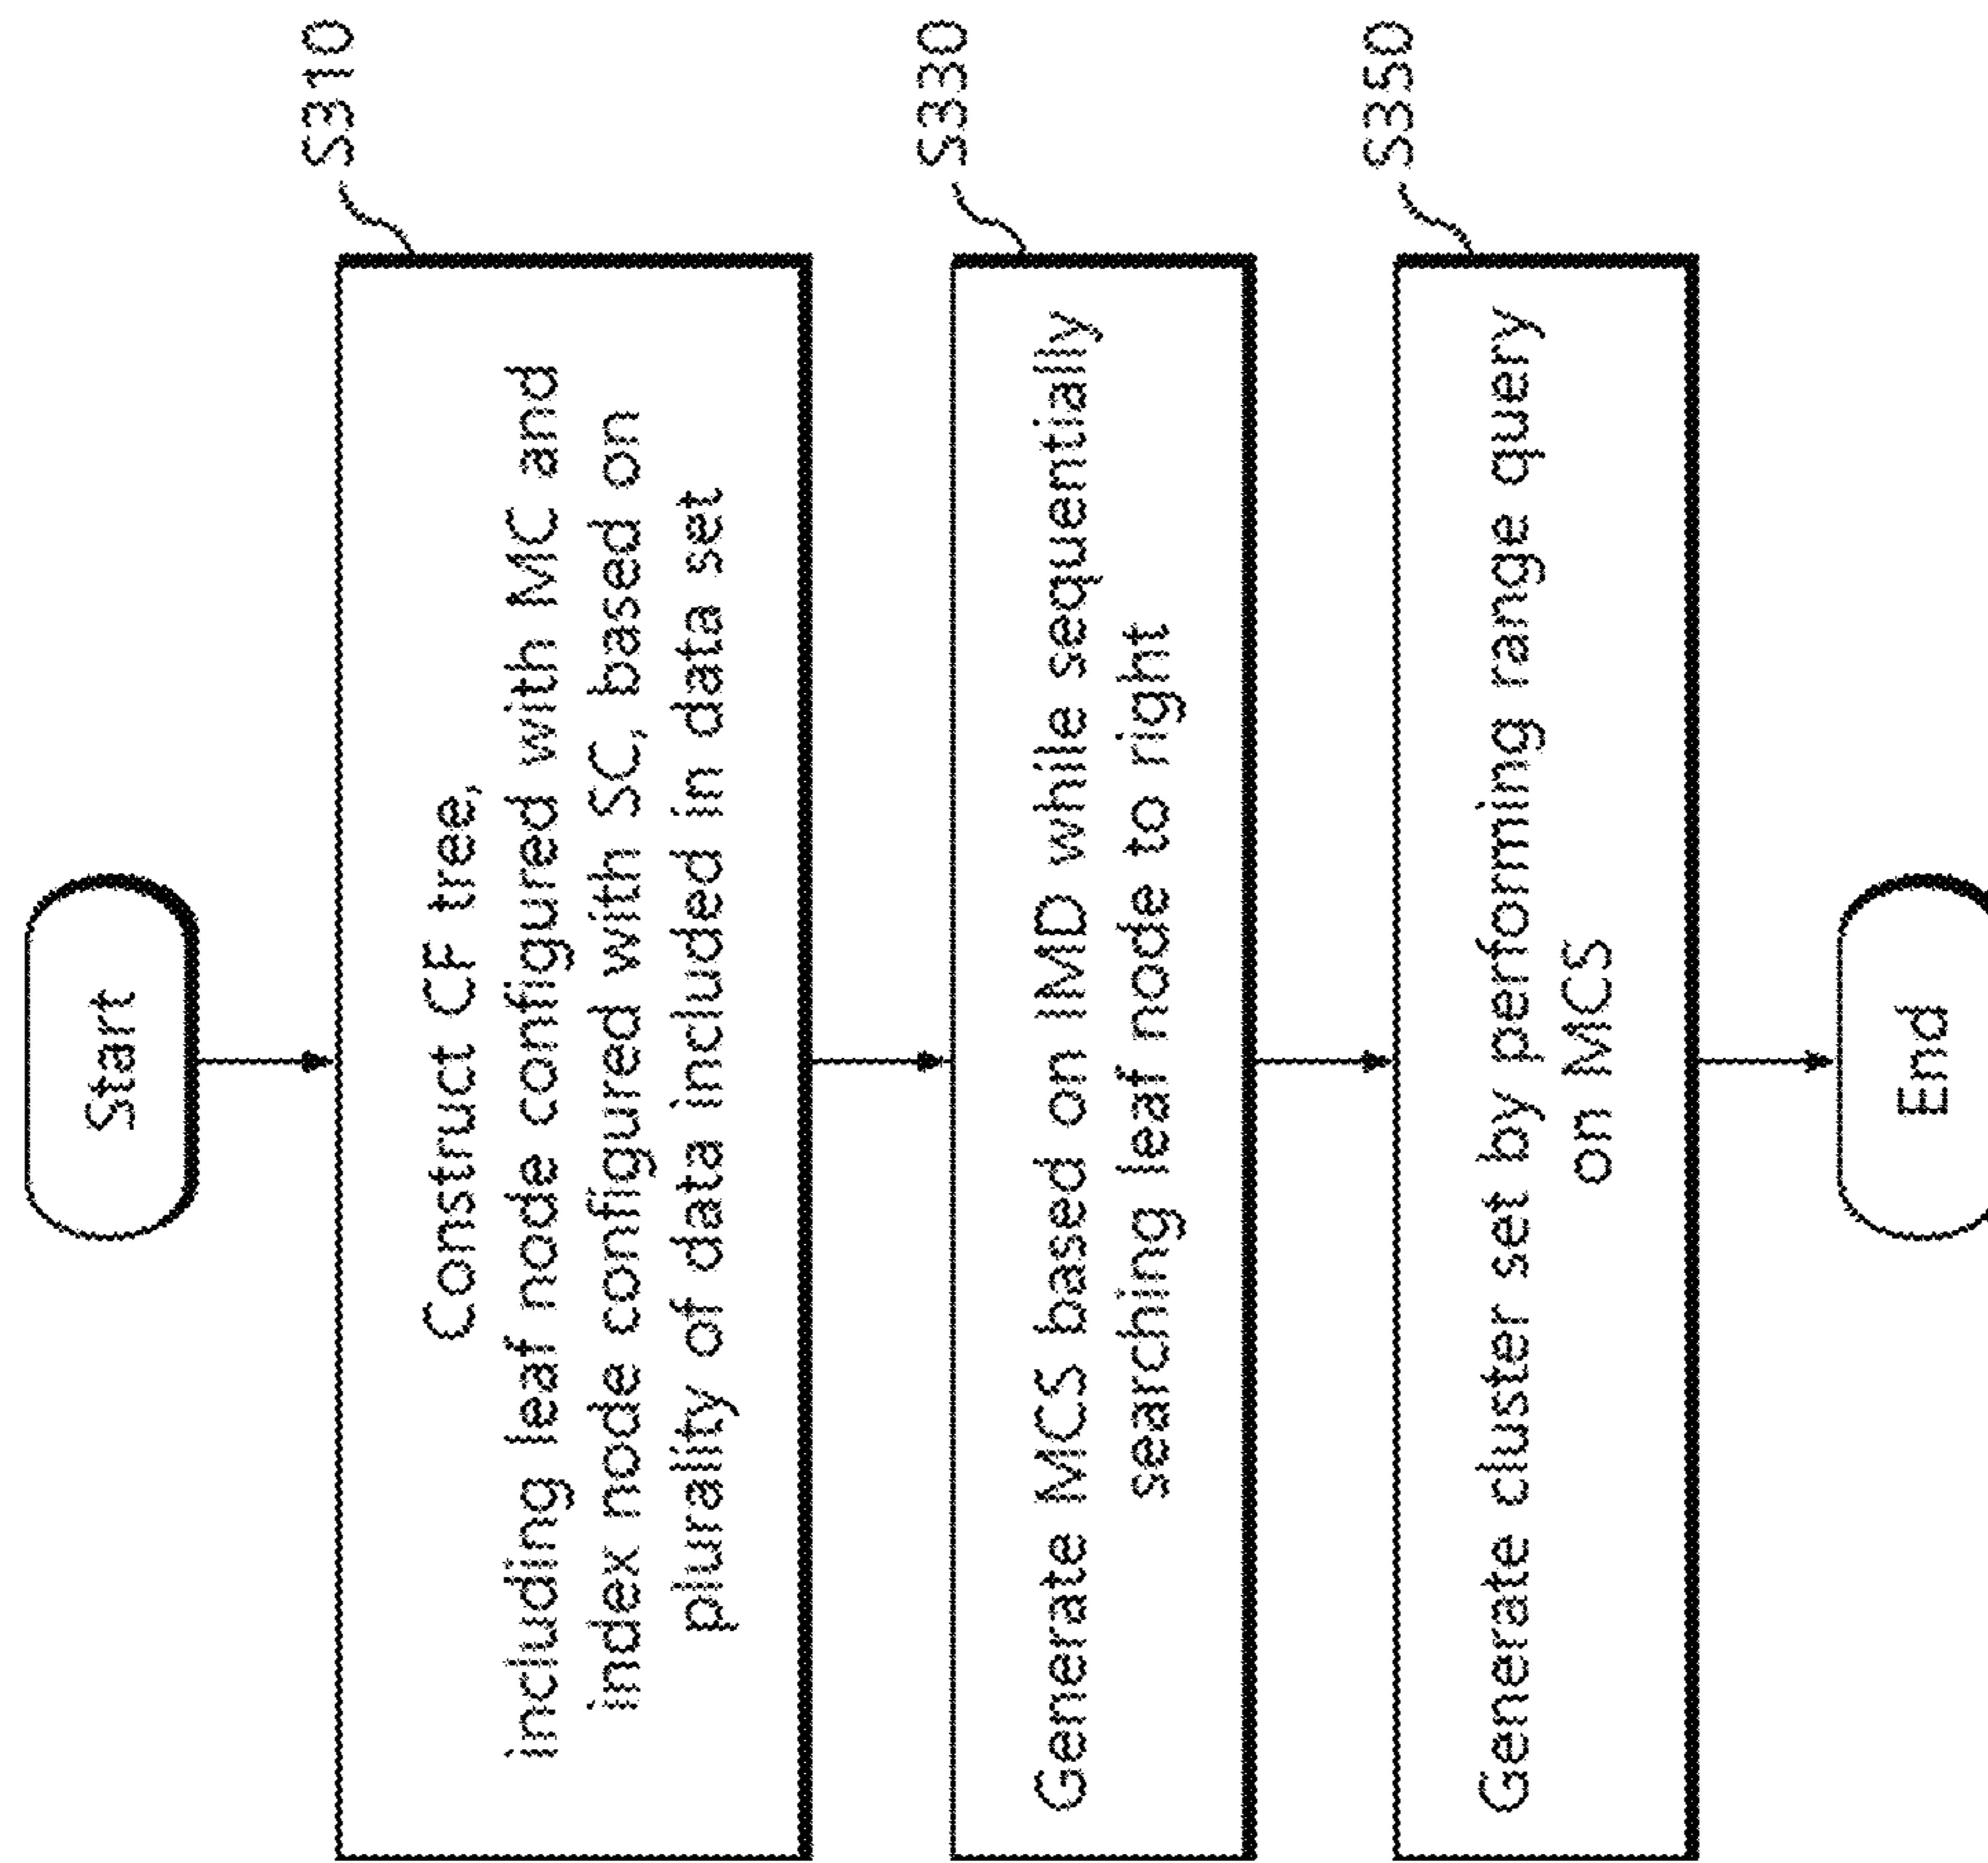 Start
S310
Construct CF tree,
including leaf node configured with MC and
index node configured with SC, based on
plurality of data included in data set
S330
Generate MCS based on IMD while sequentially
searching leaf node to right
S350
Generate cluster set by performing range query
on MCS
End